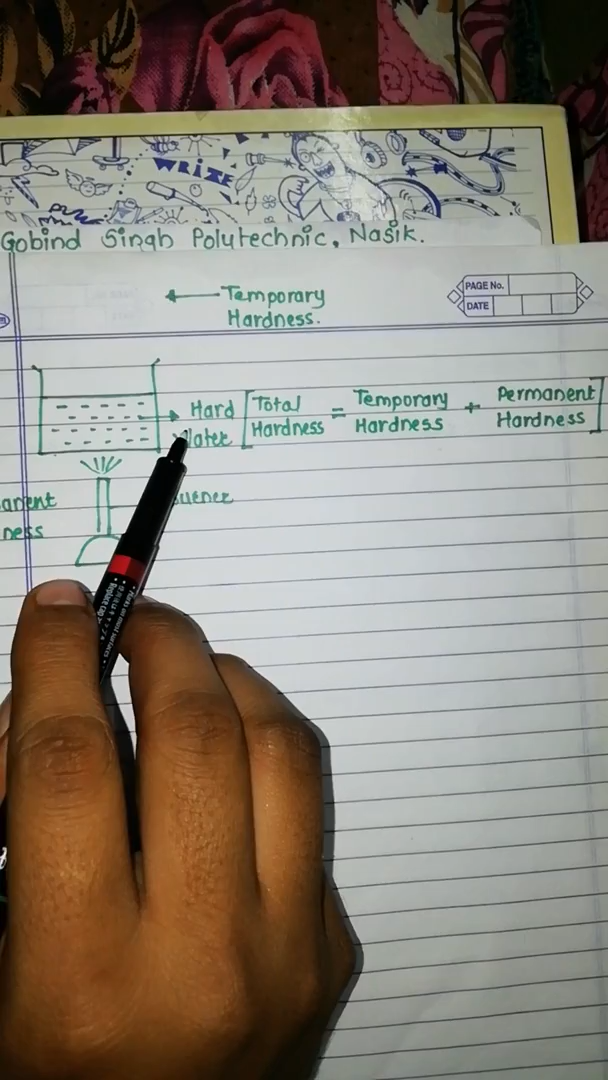 WRIZE
Gobind Singh Polytechnic, Nasik.
PAGE No.
DATE
Temporary
Hardness.
Hard [Total Hardness = Temporary Hardness + Permanent Hardness]